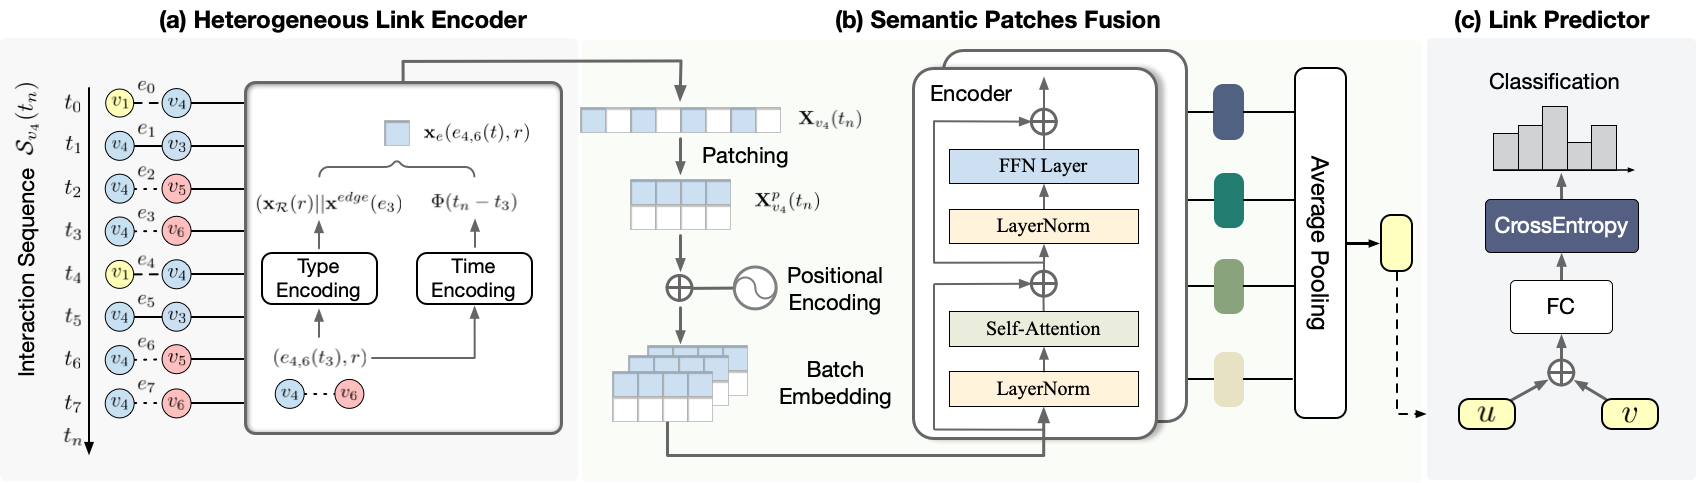 (a) Heterogeneous Link Encoder
(b) Semantic Patches Fusion
(c) Link Predictor
Interaction Sequence $\mathcal{S}_{v_4}(t_n)$
$t_0$ $v_1$ $e_0$ $v_4$
$t_1$ $v_4$ $e_1$ $v_3$
$t_2$ $v_4$ $e_2$ $v_5$
$t_3$ $v_4$ $e_3$ $v_6$
$t_4$ $v_1$ $e_4$ $v_4$
$t_5$ $v_4$ $e_5$ $v_3$
$t_6$ $v_4$ $e_6$ $v_5$
$t_7$ $v_4$ $e_7$ $v_6$
$t_n$
$\mathbf{x}_e(e_{4,6}(t), r)$
$(\mathbf{x}_{\mathcal{R}}(r)||\mathbf{x}^{edge}(e_3)$
$\Phi(t_n - t_3)$
Type
Encoding
Time
Encoding
$(e_{4,6}(t_3), r)$
$v_4$ $v_6$
$\mathbf{X}_{v_4}(t_n)$
Patching
$\mathbf{X}^p_{v_4}(t_n)$
Positional
Encoding
Batch
Embedding
Encoder
FFN Layer
LayerNorm
Self-Attention
LayerNorm
Average Pooling
Classification
CrossEntropy
FC
$u$
$v$